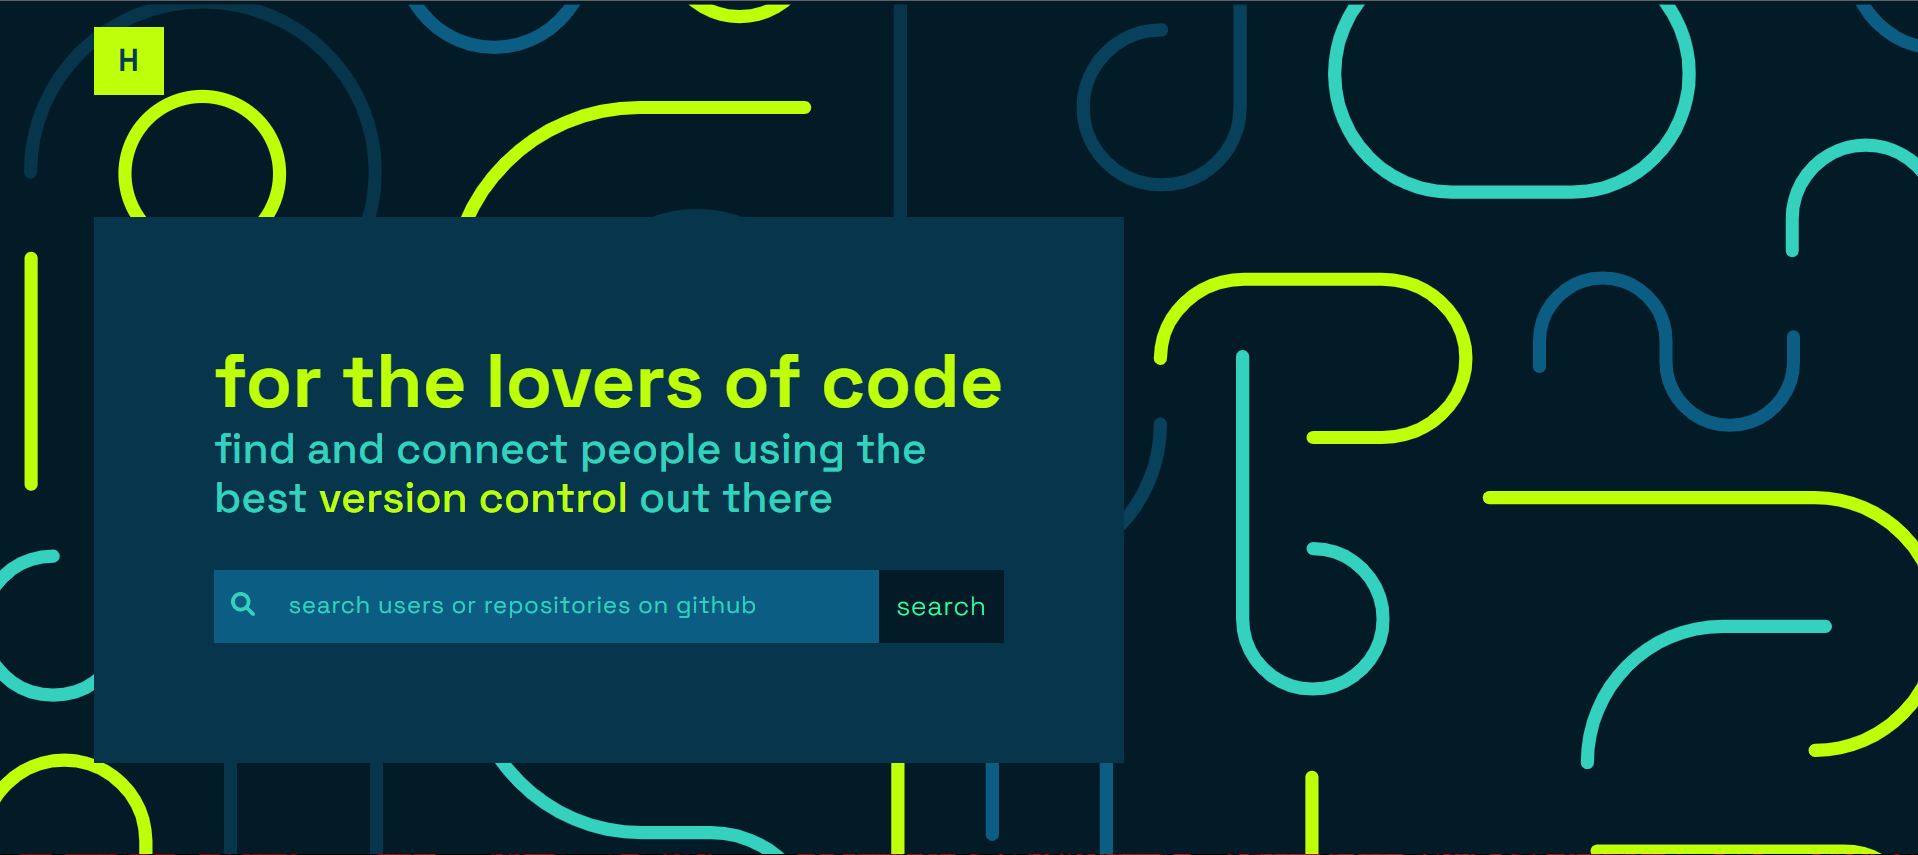 H
for the lovers of code
find and connect people using the
best version control out there
search users or repositories on github
search